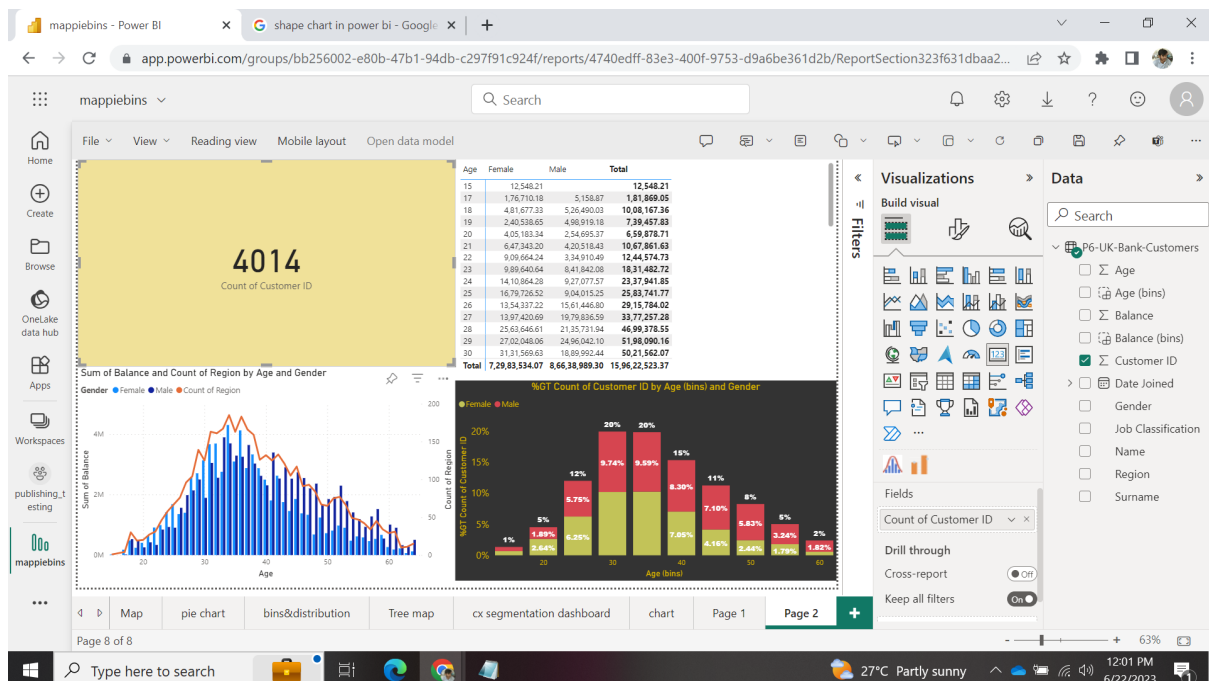 mappiebins - Power BI
shape chart in power bi - Google
app.powerbi.com/groups/bb256002-e80b-47b1-94db-c297f91c924f/reports/4740edff-83e3-400f-9753-d9a6be361d2b/ReportSection323f631dbaa2...
mappiebins
Search
File View Reading view Mobile layout Open data model
Home
Create
Browse
OneLake
data hub
Apps
Workspaces
publishing_t
esting
mappiebins
4014
Count of Customer ID
Age Female Male Total
15 12,548.21 12,548.21
17 1,76,710.18 5,158.87 1,81,869.05
18 4,81,677.33 5,26,490.03 10,08,167.36
19 2,40,538.65 4,98,919.18 7,39,457.83
20 4,05,183.34 2,54,695.37 6,59,878.71
21 6,47,343.20 4,20,518.43 10,67,861.63
22 9,09,664.24 3,34,910.49 12,44,574.73
23 9,89,640.64 8,41,842.08 18,31,482.72
24 14,10,864.28 9,27,077.57 23,37,941.85
25 16,79,726.52 9,04,015.25 25,83,741.77
26 13,54,337.22 15,61,446.80 29,15,784.02
27 13,97,420.69 19,79,836.59 33,77,257.28
28 25,63,646.61 21,35,731.94 46,99,378.55
29 27,02,048.06 24,96,042.10 51,98,090.16
30 31,31,569.63 18,89,992.44 50,21,562.07
Total 7,29,83,534.07 8,66,38,989.30 15,96,22,523.37
Sum of Balance and Count of Region by Age and Gender
Gender Female Male Count of Region
Sum of Balance
4M
2M
0M
200
150
100
50
0
Count of Region
20 30 40 50 60
Age
%GT Count of Customer ID by Age (bins) and Gender
Female Male
%GT Count of Customer ID
20%
15%
10%
5%
0%
1%
5%
1.89%
2.64%
12%
5.75%
6.25%
20%
9.74%
20%
9.59%
15%
8.30%
7.05%
11%
7.10%
4.16%
8%
5.83%
2.44%
5%
3.24%
1.79%
2%
1.82%
20 30 40 50 60
Age (bins)
Map pie chart bins&distribution Tree map cx segmentation dashboard chart Page 1 Page 2 +
Page 8 of 8
Filters
Visualizations
Build visual
123
Fields
Count of Customer ID
Drill through
Cross-report Off
Keep all filters On
Data
Search
P6-UK-Bank-Customers
Age
Age (bins)
Balance
Balance (bins)
Customer ID
Date Joined
Gender
Job Classification
Name
Region
Surname
- + 63%
Type here to search
27°C Partly sunny
12:01 PM
6/22/2023